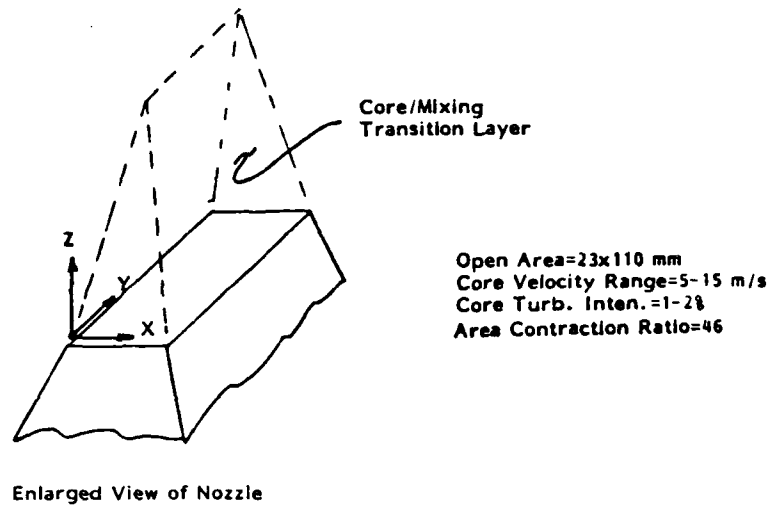 Core/Mixing
Transition Layer
Z
Y
X
Open Area=23x110 mm
Core Velocity Range=5-15 m/s
Core Turb. Inten.=1-2%
Area Contraction Ratio=46
Enlarged View of Nozzle